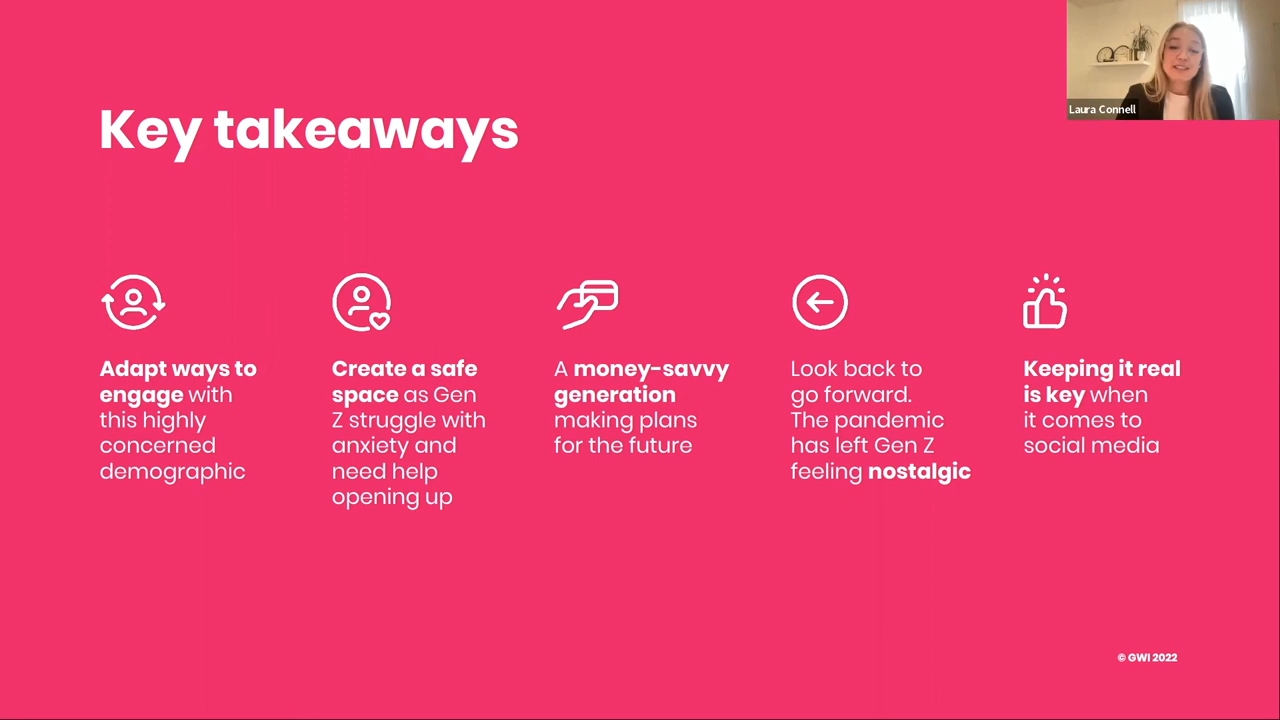 Laura Connell
Key takeaways
Adapt ways to
engage with
this highly
concerned
demographic
Create a safe
space as Gen
Z struggle with
anxiety and
need help
opening up
A money-savvy
generation
making plans
for the future
Look back to
go forward.
The pandemic
has left Gen Z
feeling nostalgic
Keeping it real
is key when
it comes to
social media
© GWI 2022